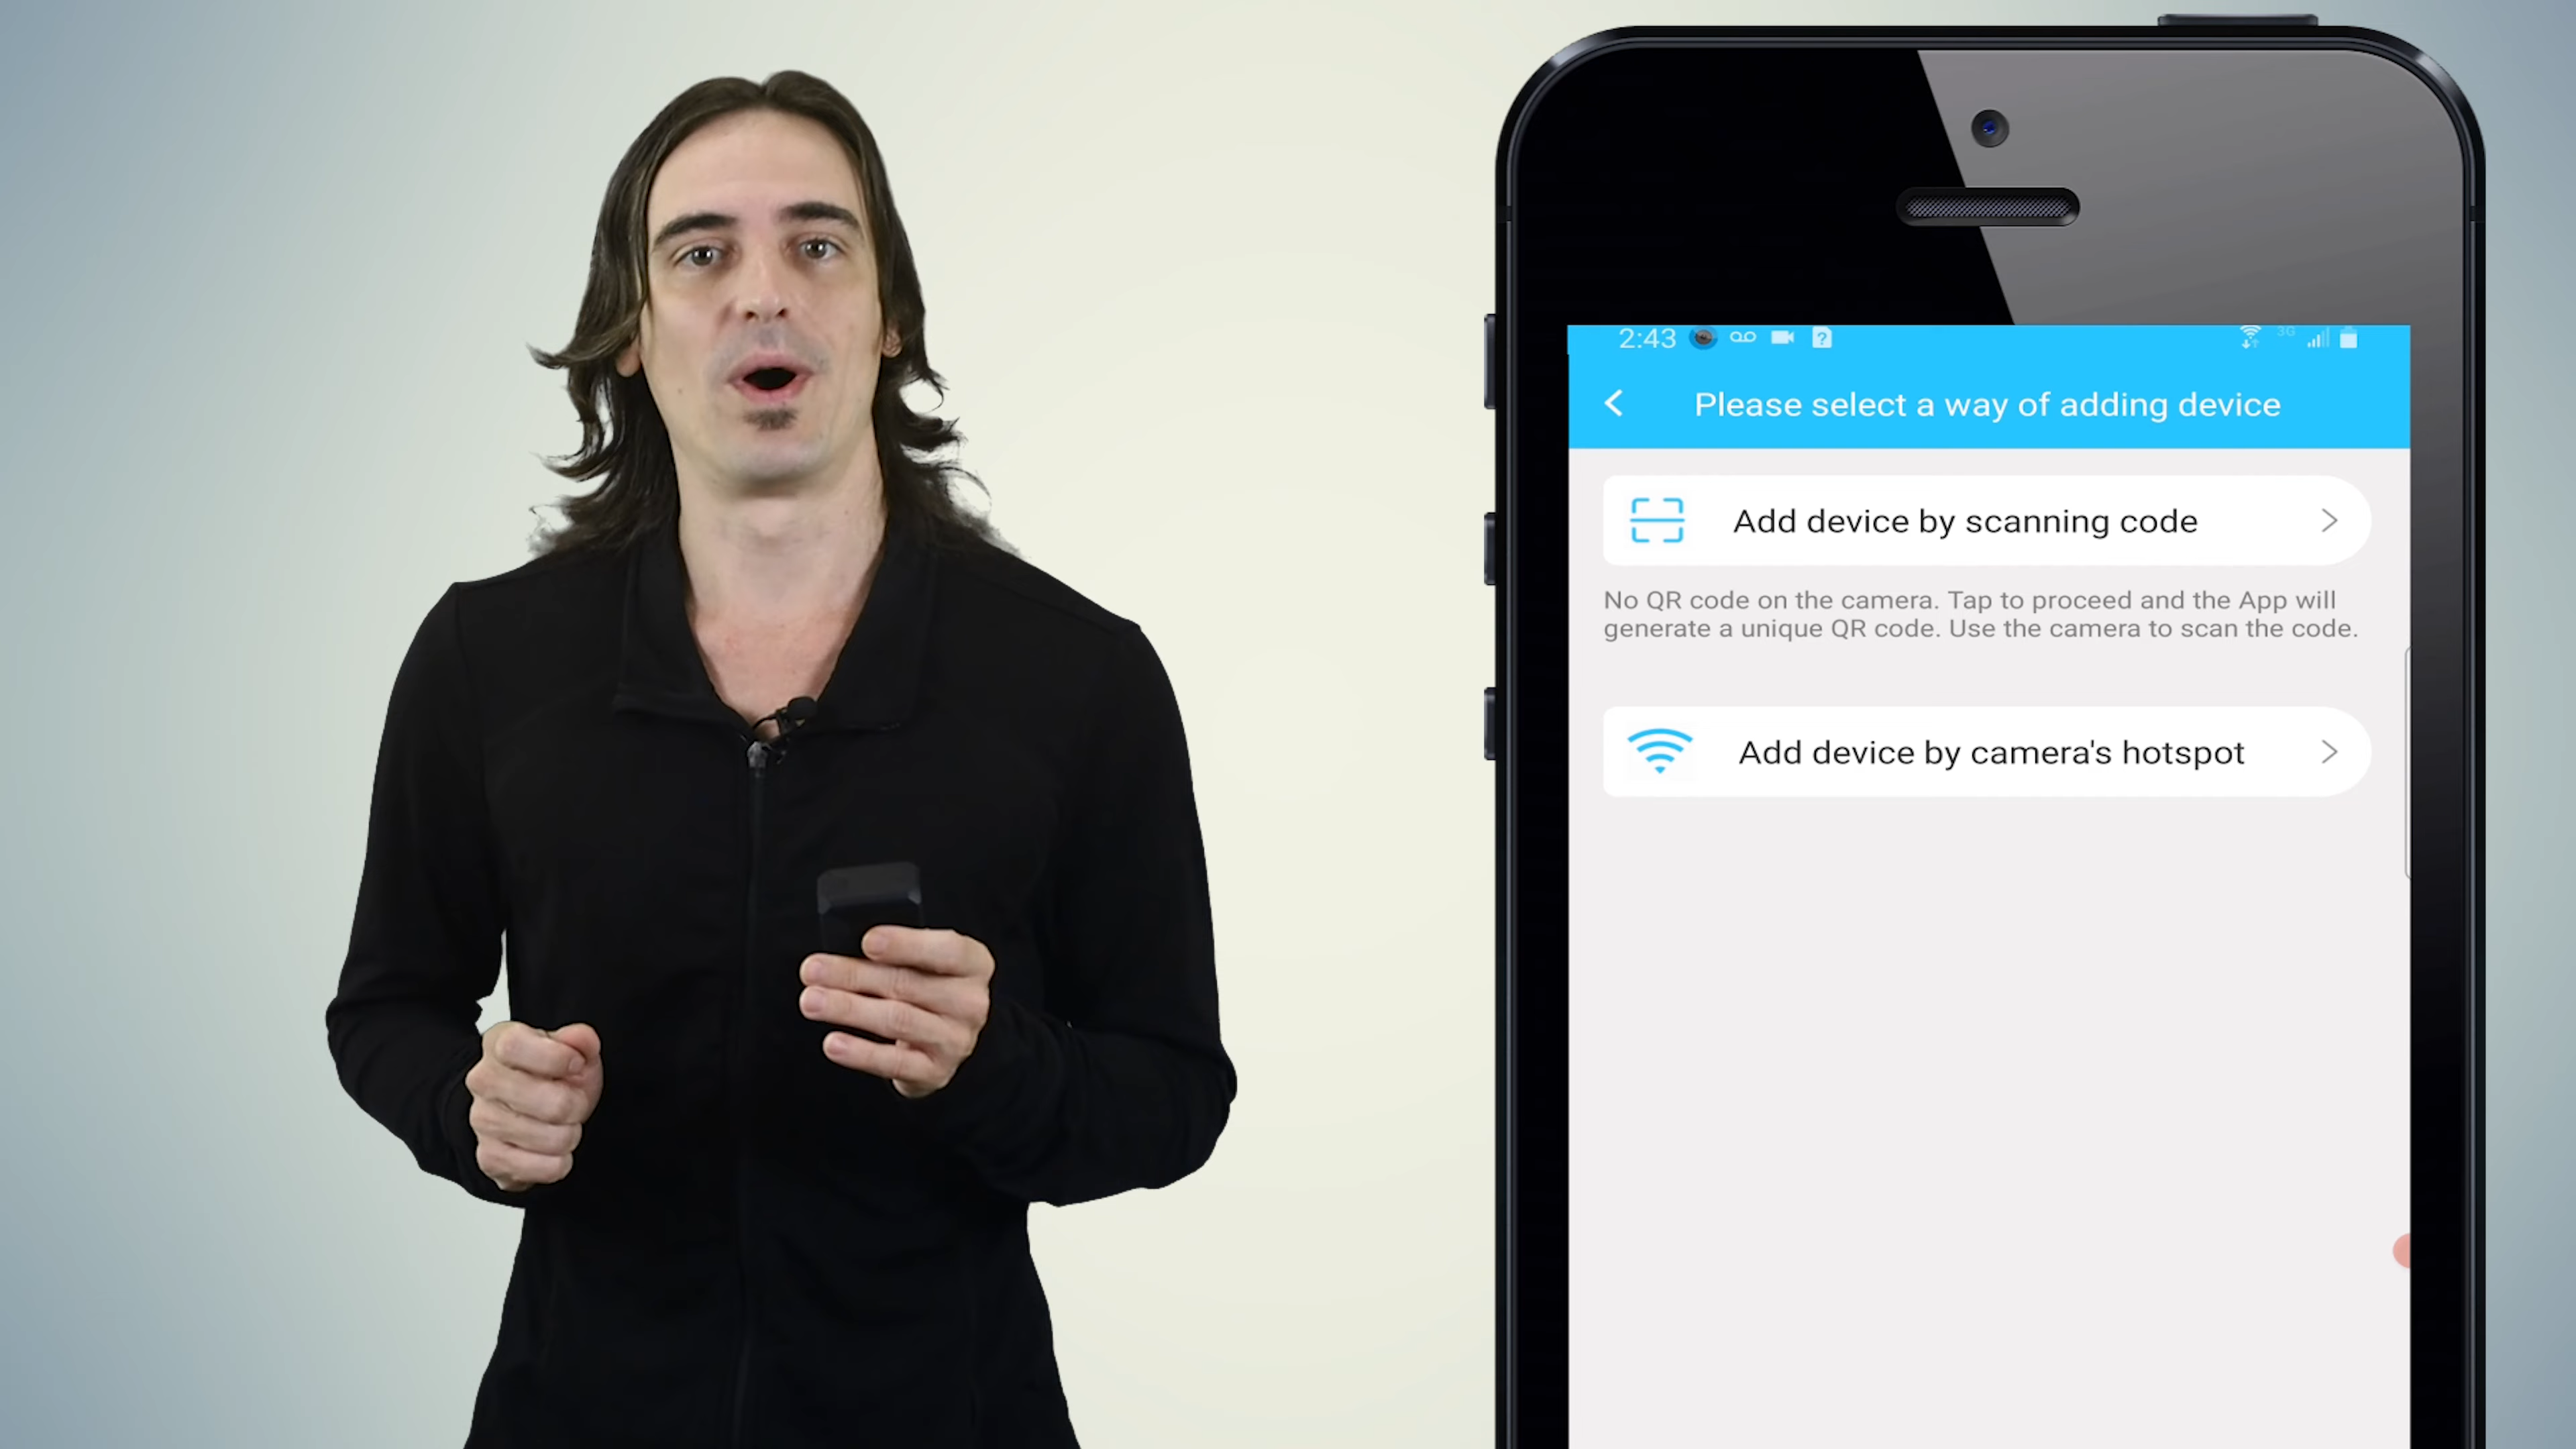 2:43
3G
Please select a way of adding device
Add device by scanning code
No QR code on the camera. Tap to proceed and the App will
generate a unique QR code. Use the camera to scan the code.
Add device by camera's hotspot